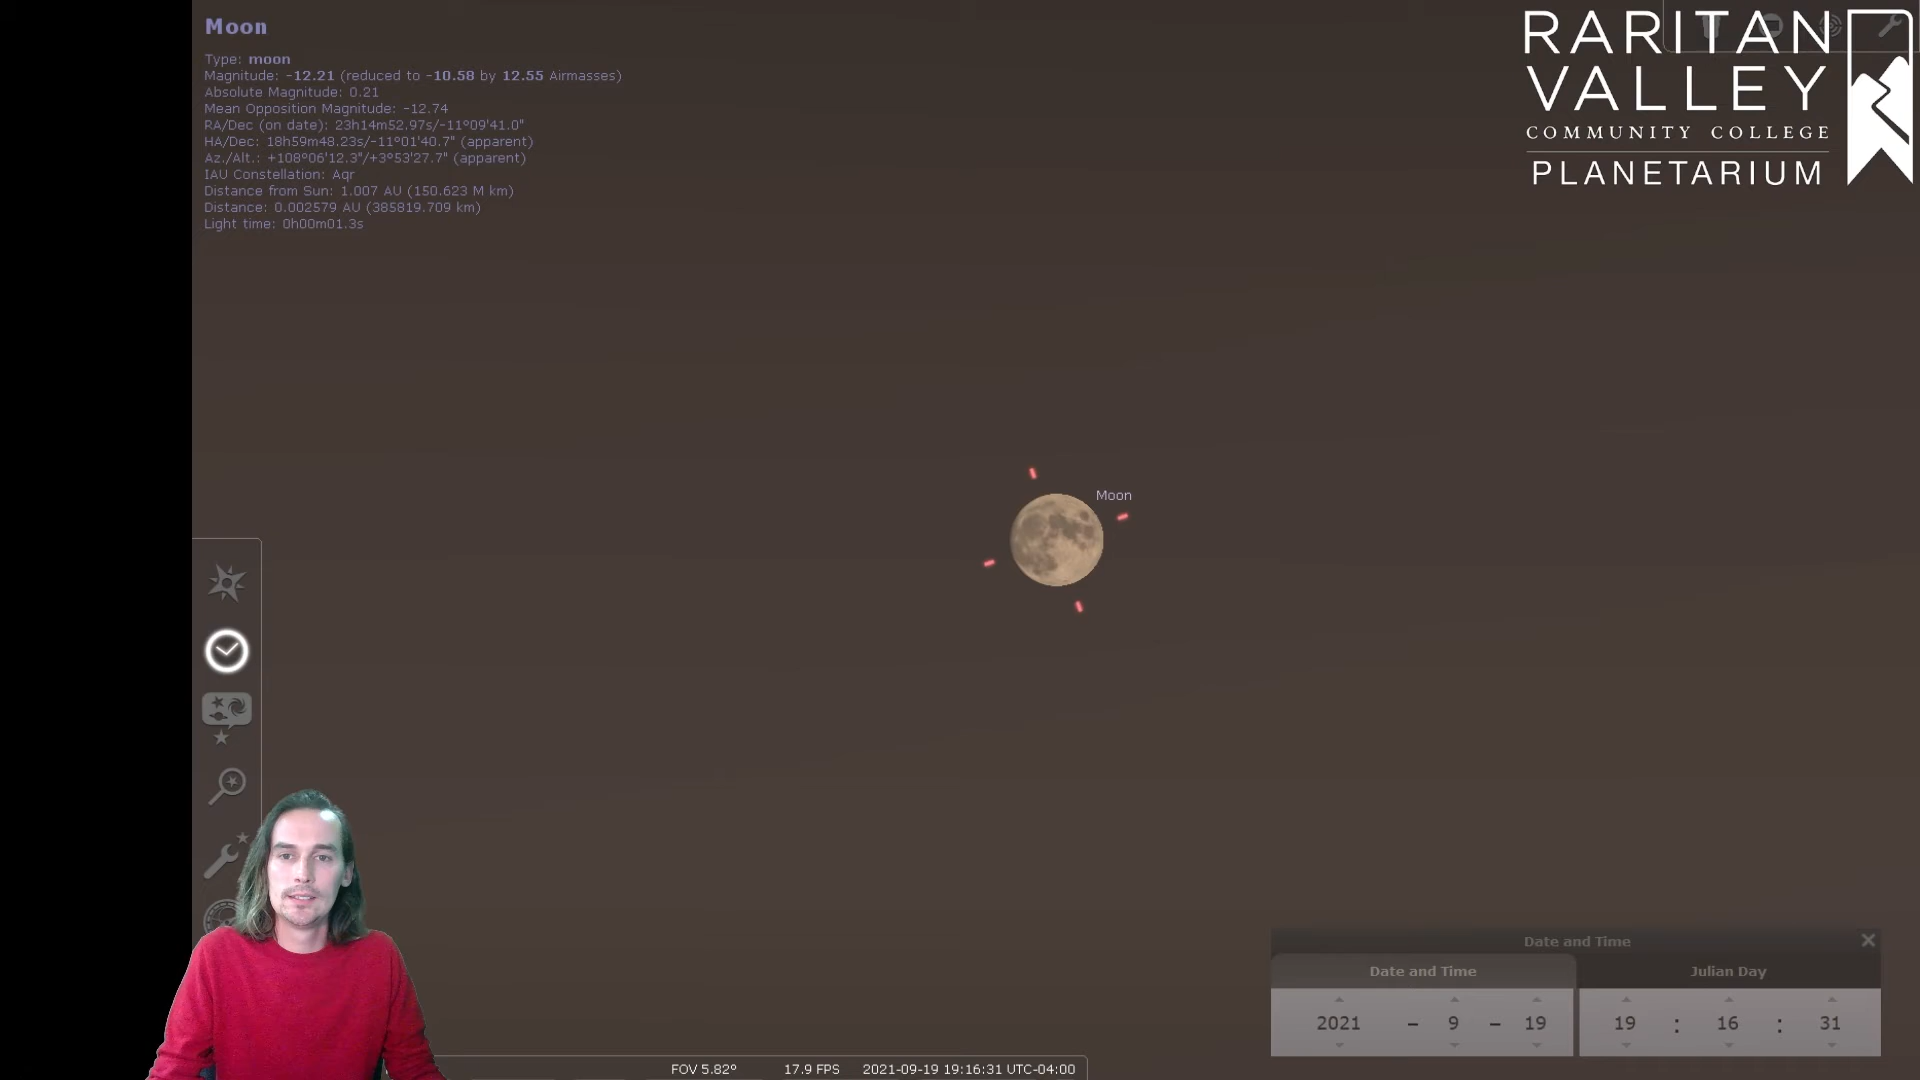 Moon
Type: moon
Magnitude: -12.21 (reduced to -10.58 by 12.55 Airmasses)
Absolute Magnitude: 0.21
Mean Opposition Magnitude: -12.74
RA/Dec (on date): 23h14m52.97s/-11°09'41.0"
HA/Dec: 18h59m48.23s/-11°01'40.7" (apparent)
Az./Alt.: +108°06'12.3"/+3°53'27.7" (apparent)
IAU Constellation: Aqr
Distance from Sun: 1.007 AU (150.623 M km)
Distance: 0.002579 AU (385819.709 km)
Light time: 0h00m01.3s
RARITAN
VALLEY
COMMUNITY COLLEGE
PLANETARIUM
Moon
Date and Time
Date and Time
Julian Day
2021 - 9 - 19
19 : 16 : 31
FOV 5.82°
17.9 FPS
2021-09-19 19:16:31 UTC-04:00